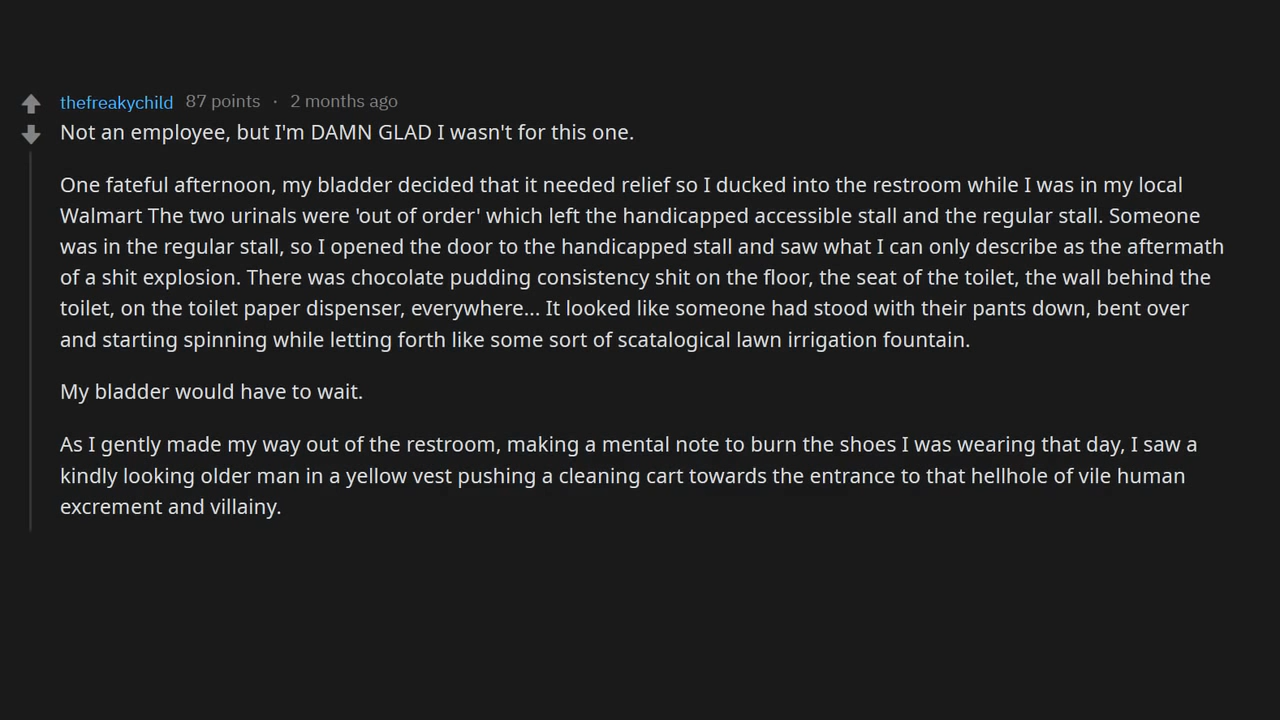 thefreakychild 87 points · 2 months ago
Not an employee, but I'm DAMN GLAD I wasn't for this one.
One fateful afternoon, my bladder decided that it needed relief so I ducked into the restroom while I was in my local
Walmart The two urinals were 'out of order' which left the handicapped accessible stall and the regular stall. Someone
was in the regular stall, so I opened the door to the handicapped stall and saw what I can only describe as the aftermath
of a shit explosion. There was chocolate pudding consistency shit on the floor, the seat of the toilet, the wall behind the
toilet, on the toilet paper dispenser, everywhere... It looked like someone had stood with their pants down, bent over
and starting spinning while letting forth like some sort of scatalogical lawn irrigation fountain.
My bladder would have to wait.
As I gently made my way out of the restroom, making a mental note to burn the shoes I was wearing that day, I saw a
kindly looking older man in a yellow vest pushing a cleaning cart towards the entrance to that hellhole of vile human
excrement and villainy.